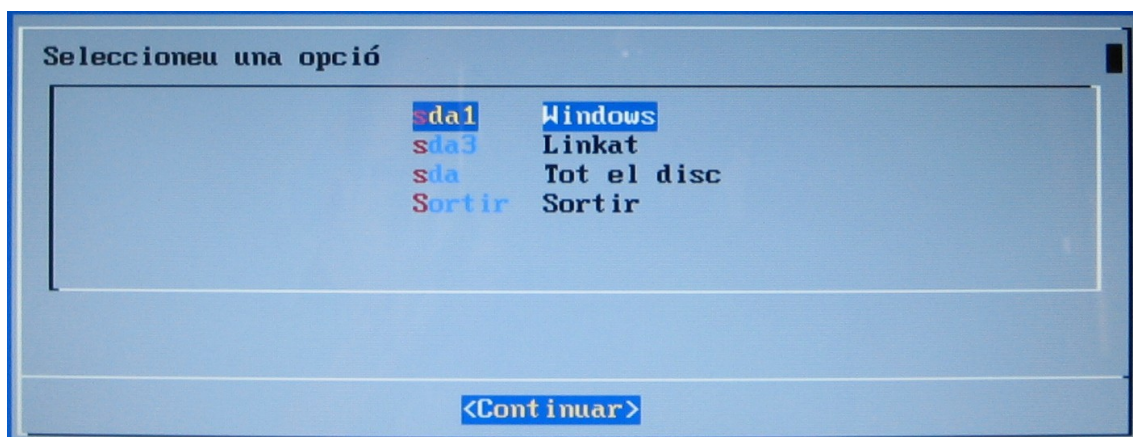 Seleccioneu una opció
sda1 Windows
sda3 Linkat
sda Tot el disc
Sortir Sortir
<Continuar>